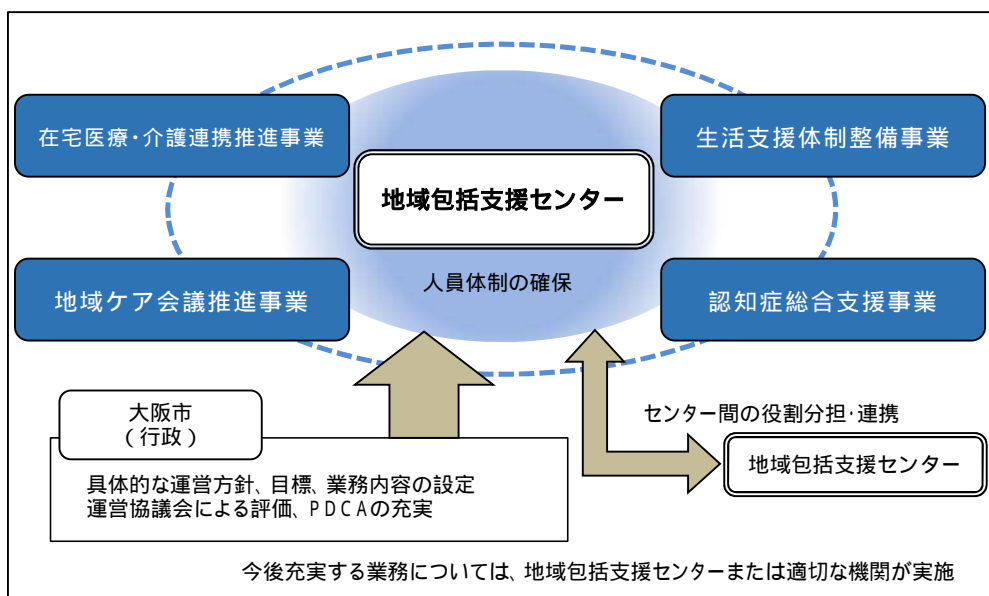 在宅医療・介護連携推進事業
生活支援体制整備事業
地域包括支援センター
人員体制の確保
地域ケア会議推進事業
認知症総合支援事業
大阪市
（行政）
センター間の役割分担・連携
地域包括支援センター
具体的な運営方針、目標、業務内容の設定
運営協議会による評価、PDCAの充実
今後充実する業務については、地域包括支援センターまたは適切な機関が実施